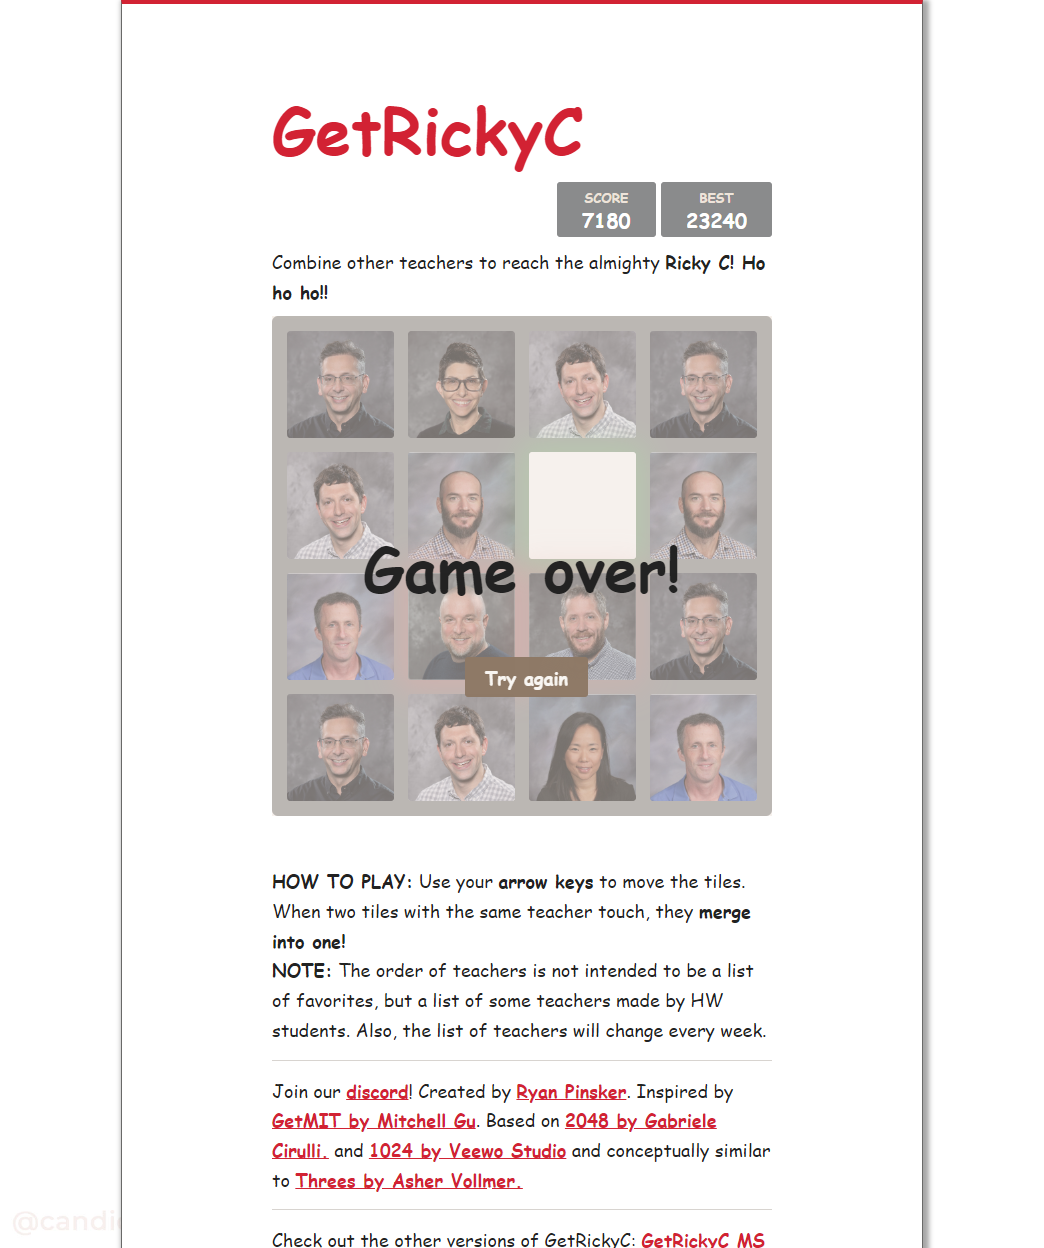 GetRickyC
SCORE BEST
7180 23240
Combine other teachers to reach the almighty Ricky C! Ho
ho ho!!
Game over!
Try again
HOW TO PLAY: Use your arrow keys to move the tiles.
When two tiles with the same teacher touch, they merge
into one!
NOTE: The order of teachers is not intended to be a list
of favorites, but a list of some teachers made by HW
students. Also, the list of teachers will change every week.
Join our discord! Created by Ryan Pinsker. Inspired by
GetMIT by Mitchell Gu. Based on 2048 by Gabriele
Cirulli. and 1024 by Veewo Studio and conceptually similar
to Threes by Asher Vollmer.
Check out the other versions of GetRickyC: GetRickyC MS